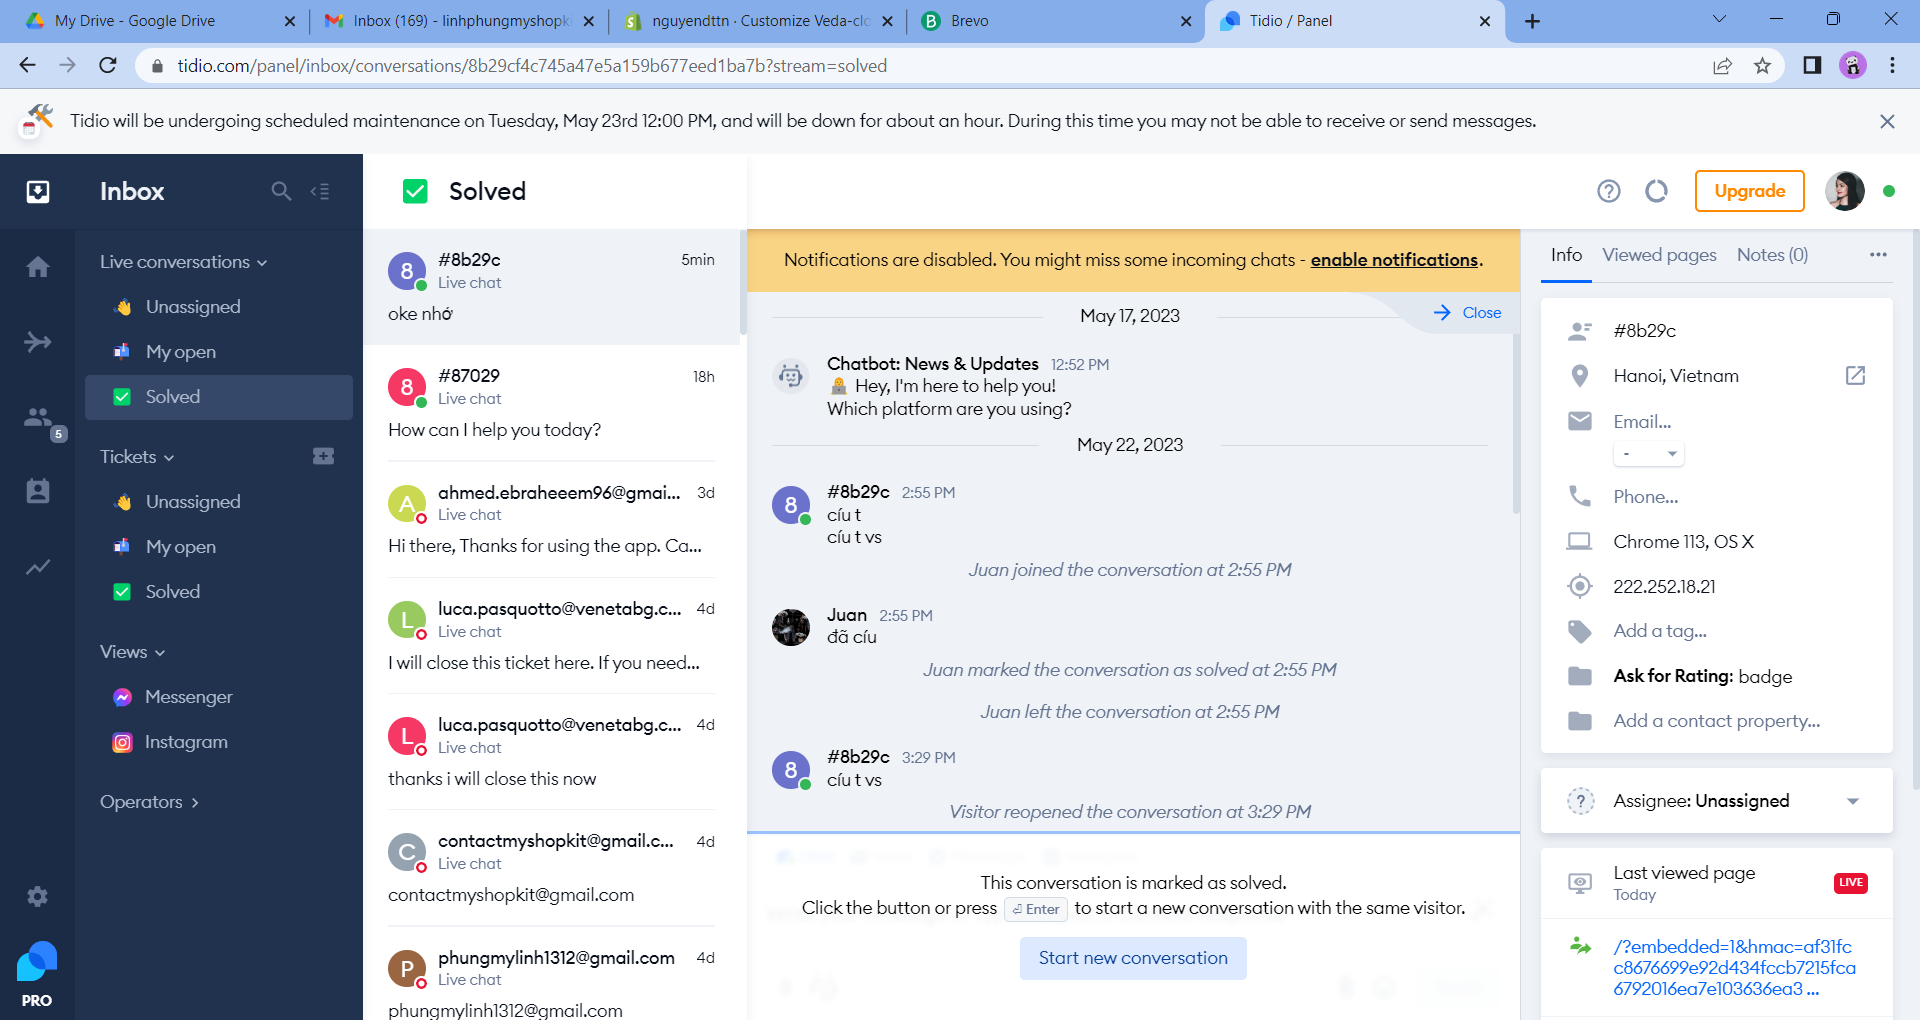 My Drive - Google Drive
Inbox (169) - linhphungmyshopk
nguyendttn · Customize Veda-clo
Brevo
Tidio / Panel
tidio.com/panel/inbox/conversations/8b29cf4c745a47e5a159b677eed1ba7b?stream=solved
Tidio will be undergoing scheduled maintenance on Tuesday, May 23rd 12:00 PM, and will be down for about an hour. During this time you may not be able to receive or send messages.
Inbox
Live conversations
Unassigned
My open
Solved
5
Tickets
Unassigned
My open
Solved
Views
Messenger
Instagram
Operators
PRO
Solved
8
#8b29c
5min
Live chat
oke nhớ
8
#87029
18h
Live chat
How can I help you today?
A
ahmed.ebraheeem96@gmai...
3d
Live chat
Hi there, Thanks for using the app. Ca...
L
luca.pasquotto@venetabg.c...
4d
Live chat
I will close this ticket here. If you need...
L
luca.pasquotto@venetabg.c...
4d
Live chat
thanks i will close this now
C
contactmyshopkit@gmail.c...
4d
Live chat
contactmyshopkit@gmail.com
P
phungmylinh1312@gmail.com
4d
Live chat
phungmylinh1312@gmail.com
Upgrade
Notifications are disabled. You might miss some incoming chats - enable notifications.
Close
May 17, 2023
Chatbot: News & Updates 12:52 PM
Hey, I'm here to help you!
Which platform are you using?
May 22, 2023
8
#8b29c 2:55 PM
cíu t
cíu t vs
Juan joined the conversation at 2:55 PM
Juan 2:55 PM
đã cíu
Juan marked the conversation as solved at 2:55 PM
Juan left the conversation at 2:55 PM
8
#8b29c 3:29 PM
cíu t vs
Visitor reopened the conversation at 3:29 PM
This conversation is marked as solved.
Click the button or press Enter to start a new conversation with the same visitor.
Start new conversation
Info
Viewed pages
Notes (0)
#8b29c
Hanoi, Vietnam
Email...
-
Phone...
Chrome 113, OS X
222.252.18.21
Add a tag...
Ask for Rating: badge
Add a contact property...
Assignee: Unassigned
Last viewed page
Today
LIVE
/?embedded=1&hmac=af31fc
c8676699e92d434fccb7215fca
6792016ea7e103636ea3 ...